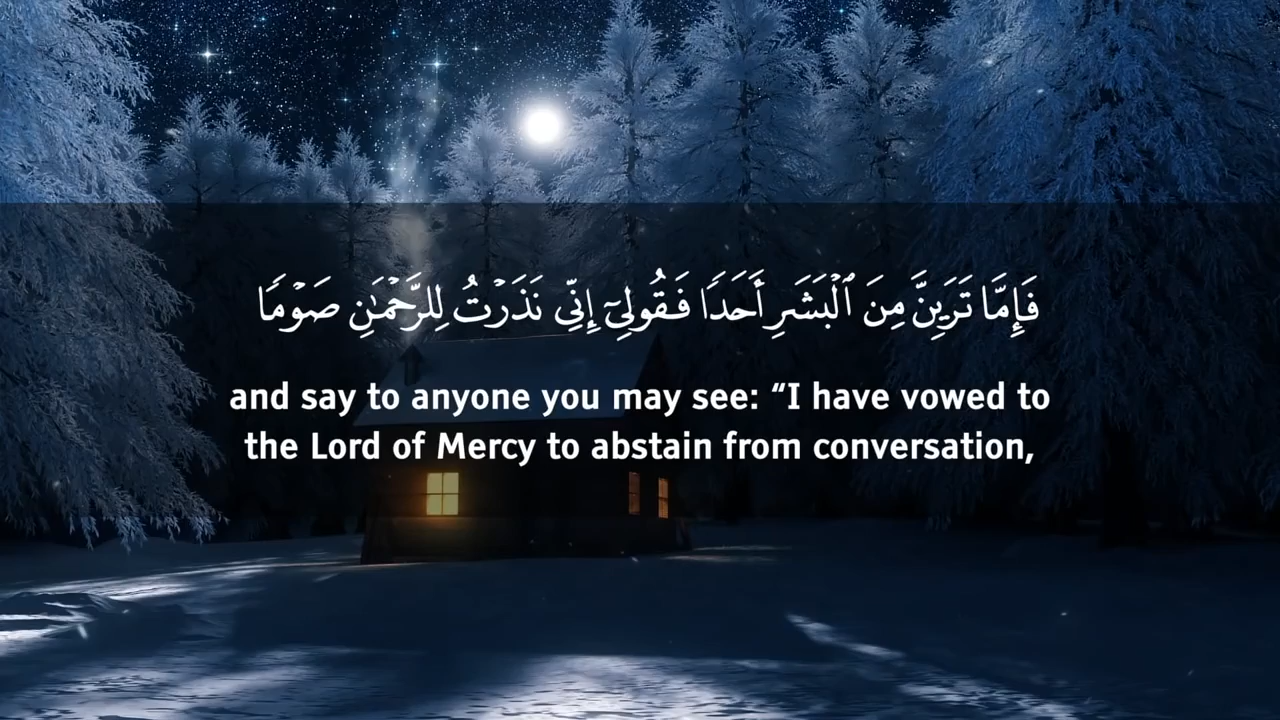 فَإِمَّا تَرَيِنَّ مِنَ ٱلۡبَشَرِ أَحَدٗا فَقُولِيٓ إِنِّي نَذَرۡتُ لِلرَّحۡمَٰنِ صَوۡمٗا
and say to anyone you may see: “I have vowed to
the Lord of Mercy to abstain from conversation,